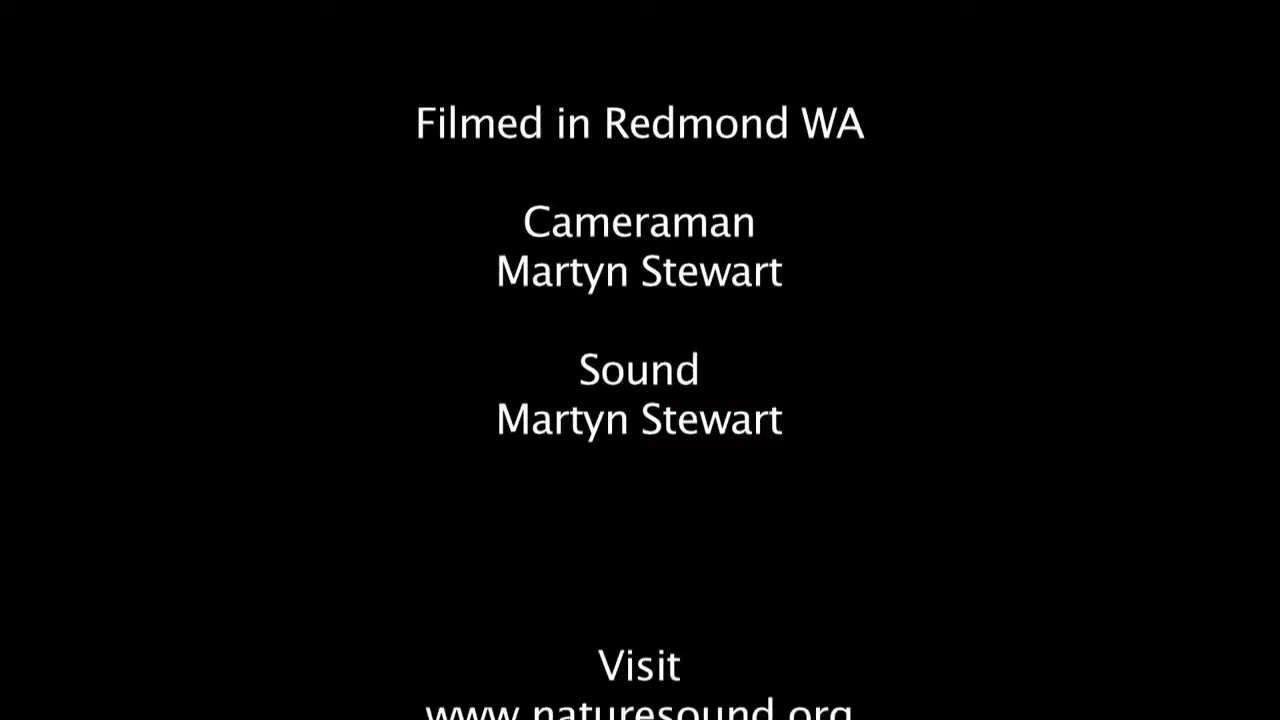 Filmed in Redmond WA
Cameraman
Martyn Stewart
Sound
Martyn Stewart
Visit
www.naturesound.org